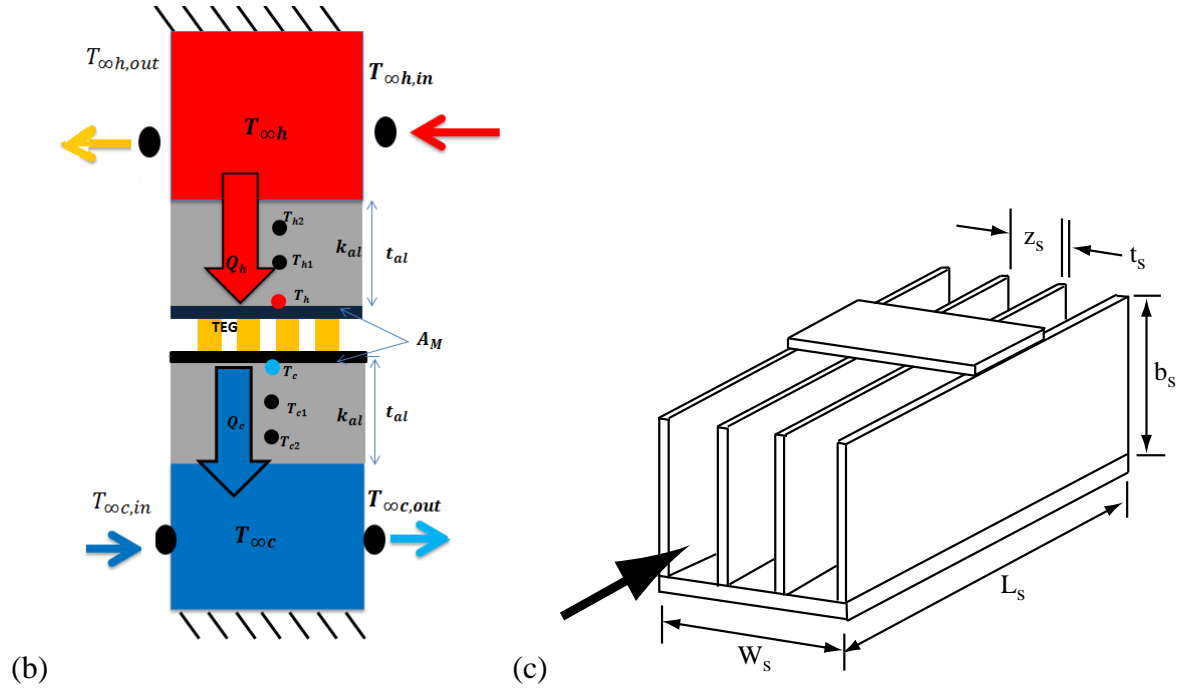 T∞h,out
T∞h,in
T∞h
Th2
kal
tal
Th1
Qh
Th
TEG
AM
Tc
Tc1
kal
tal
Qc
Tc2
T∞c,in
T∞c,out
T∞c
(b)
zs
ts
bs
Ls
Ws
(c)